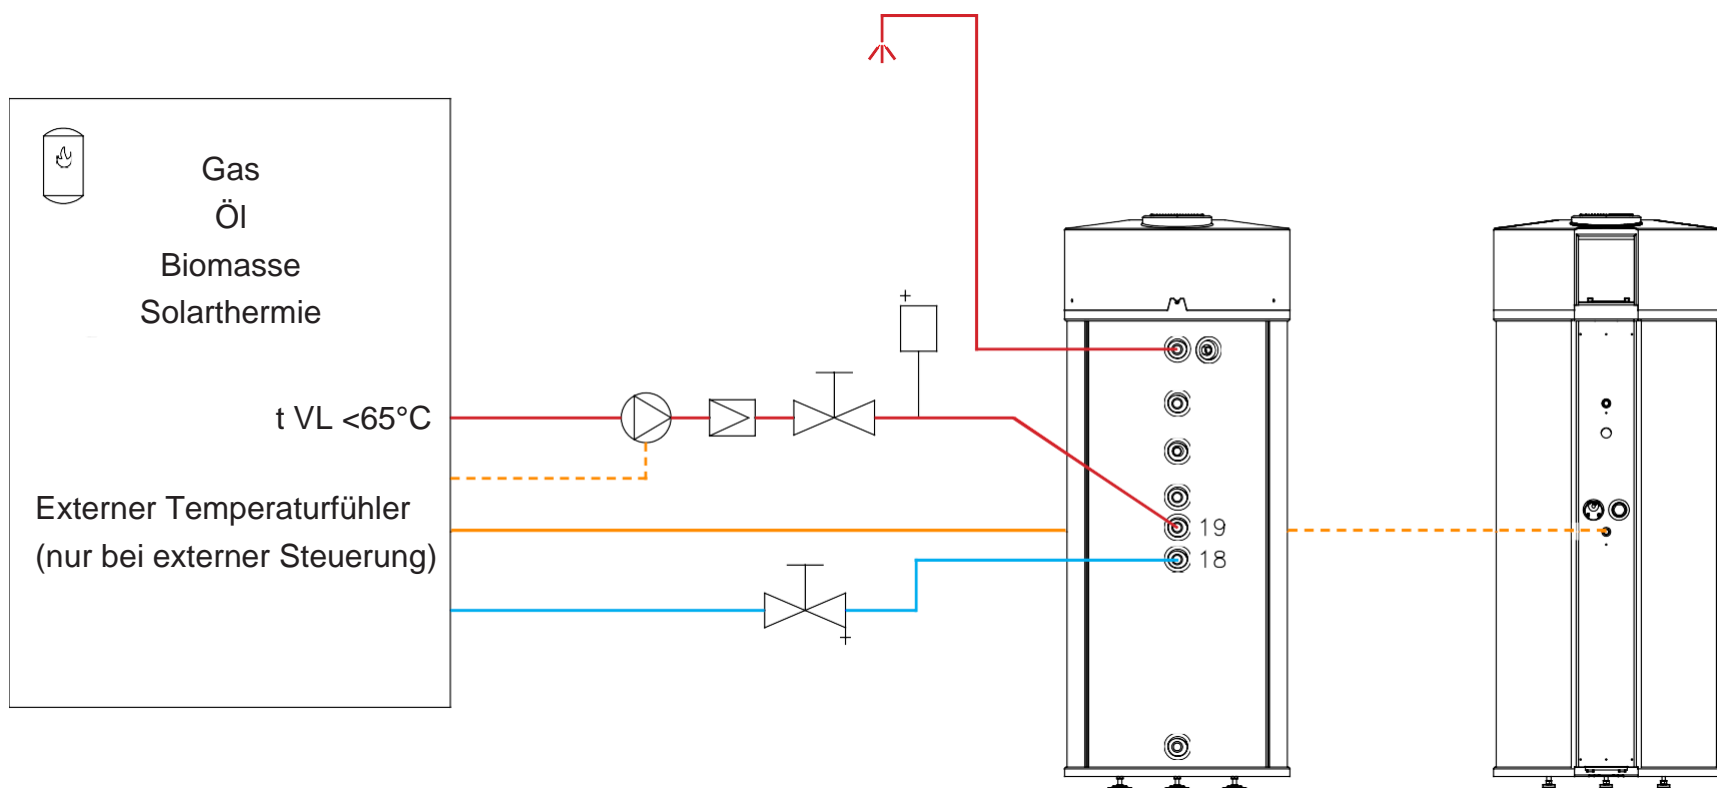 Gas
Öl
Biomasse
Solarthermie
t VL <65°C
Externer Temperaturfühler
(nur bei externer Steuerung)
19
18